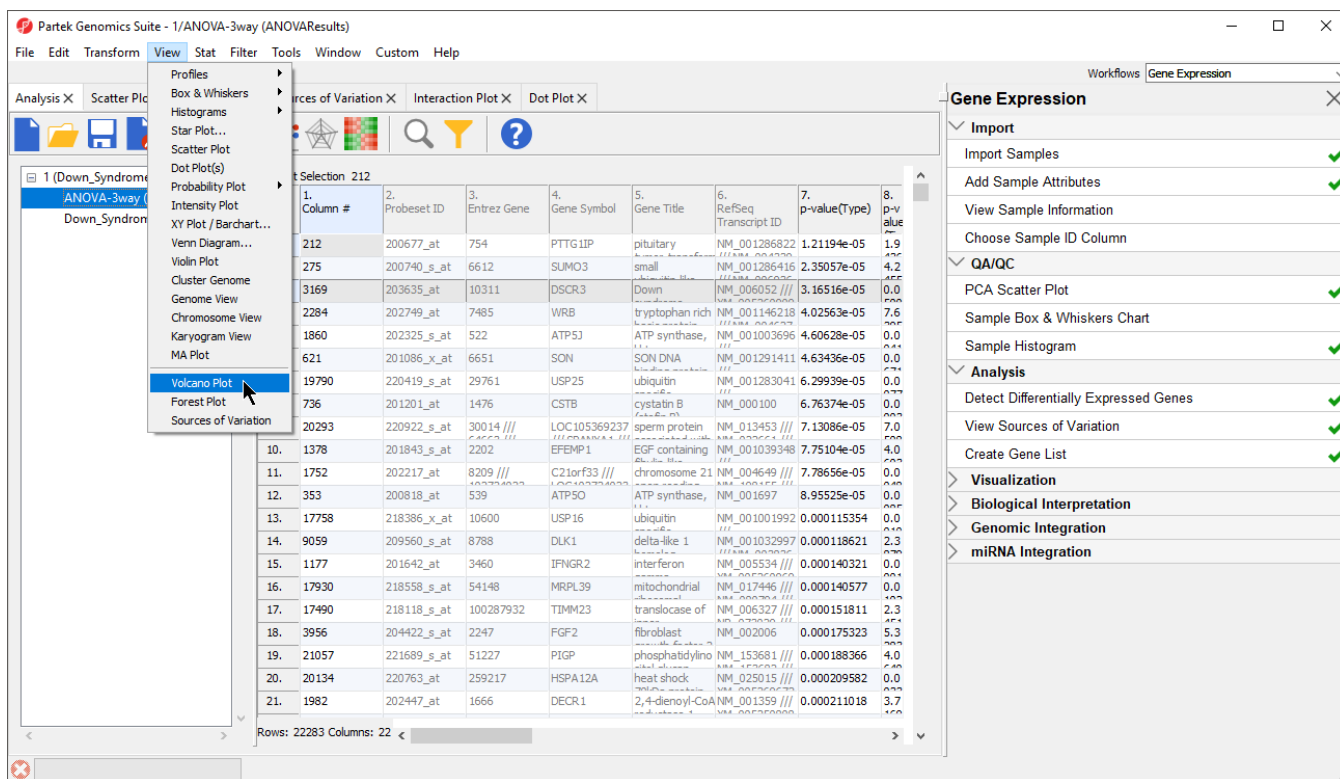 Partek Genomics Suite - 1/ANOVA-3way (ANOVAResults)
File Edit Transform View Stat Filter Tools Window Custom Help
Workflows Gene Expression
Analysis X Scatter Plo rces of Variation X Interaction Plot X Dot Plot X
Profiles
Box & Whiskers
Histograms
Star Plot...
Scatter Plot
Dot Plot(s)
Probability Plot
Intensity Plot
XY Plot / Barchart...
Venn Diagram...
Violin Plot
Cluster Genome
Genome View
Chromosome View
Karyogram View
MA Plot
Volcano Plot
Forest Plot
Sources of Variation
1 (Down_Syndrome
ANOVA-3way (
Down_Syndrom
t Selection 212
1. Column # 2. Probeset ID 3. Entrez Gene 4. Gene Symbol 5. Gene Title 6. RefSeq Transcript ID 7. p-value(Type) 8. p-v alue
212 200677_at 754 PTTG1IP pituitary NM_001286822 1.21194e-05 1.9
275 200740_s_at 6612 SUMO3 small NM_001286416 2.35057e-05 4.2
3169 203635_at 10311 DSCR3 Down NM_006052 /// 3.16516e-05 0.0
2284 202749_at 7485 WRB tryptophan rich NM_001146218 4.02563e-05 7.6
1860 202325_s_at 522 ATP5J ATP synthase, NM_001003696 4.60628e-05 0.0
621 201086_x_at 6651 SON SON DNA NM_001291411 4.63436e-05 0.0
19790 220419_s_at 29761 USP25 ubiquitin NM_001283041 6.29939e-05 0.0
736 201201_at 1476 CSTB cystatin B NM_000100 6.76374e-05 0.0
20293 220922_s_at 30014 /// LOC105369237 sperm protein NM_013453 /// 7.13086e-05 7.0
10. 1378 201843_s_at 2202 EFEMP1 EGF containing NM_001039348 7.75104e-05 4.0
11. 1752 202217_at 8209 /// C21orf33 /// chromosome 21 NM_004649 /// 7.78656e-05 0.0
12. 353 200818_at 539 ATP5O ATP synthase, NM_001697 8.95525e-05 0.0
13. 17758 218386_x_at 10600 USP16 ubiquitin NM_001001992 0.000115354 0.0
14. 9059 209560_s_at 8788 DLK1 delta-like 1 NM_001032997 0.000118621 2.3
15. 1177 201642_at 3460 IFNGR2 interferon NM_005534 /// 0.000140321 0.0
16. 17930 218558_s_at 54148 MRPL39 mitochondrial NM_017446 /// 0.000140577 0.0
17. 17490 218118_s_at 100287932 TIMM23 translocase of NM_006327 /// 0.000151811 2.3
18. 3956 204422_s_at 2247 FGF2 fibroblast NM_002006 0.000175323 5.3
19. 21057 221689_s_at 51227 PIGP phosphatidylino NM_153681 /// 0.000188366 4.0
20. 20134 220763_at 259217 HSPA12A heat shock NM_025015 /// 0.000209582 0.0
21. 1982 202447_at 1666 DECR1 2,4-dienoyl-CoA NM_001359 /// 0.000211018 3.7
Rows: 22283 Columns: 22
Gene Expression
Import
Import Samples
Add Sample Attributes
View Sample Information
Choose Sample ID Column
QA/QC
PCA Scatter Plot
Sample Box & Whiskers Chart
Sample Histogram
Analysis
Detect Differentially Expressed Genes
View Sources of Variation
Create Gene List
Visualization
Biological Interpretation
Genomic Integration
miRNA Integration